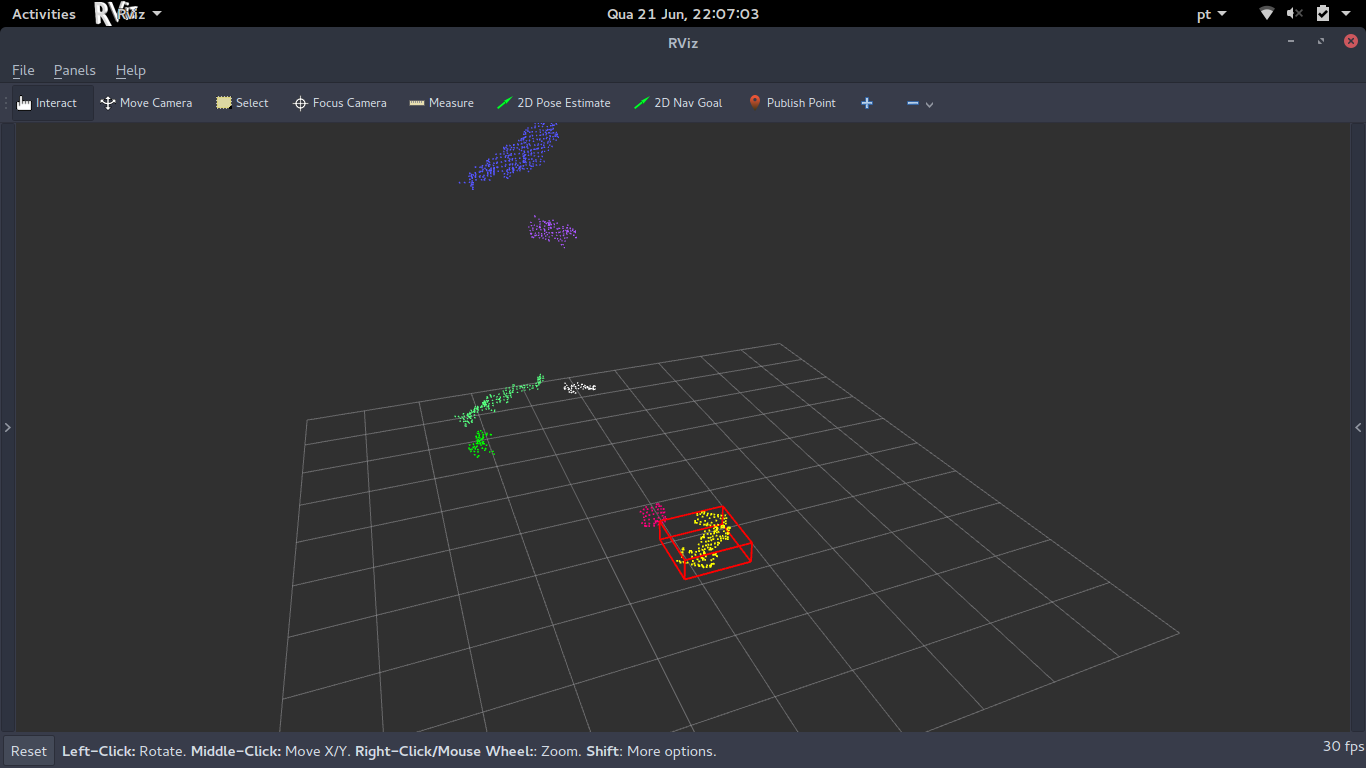 Activities RViz RViz Qua 21 Jun, 22:07:03 pt
RViz
File Panels Help
Interact Move Camera Select Focus Camera Measure 2D Pose Estimate 2D Nav Goal Publish Point
Reset Left-Click: Rotate. Middle-Click: Move X/Y. Right-Click/Mouse Wheel:: Zoom. Shift: More options. 30 fps